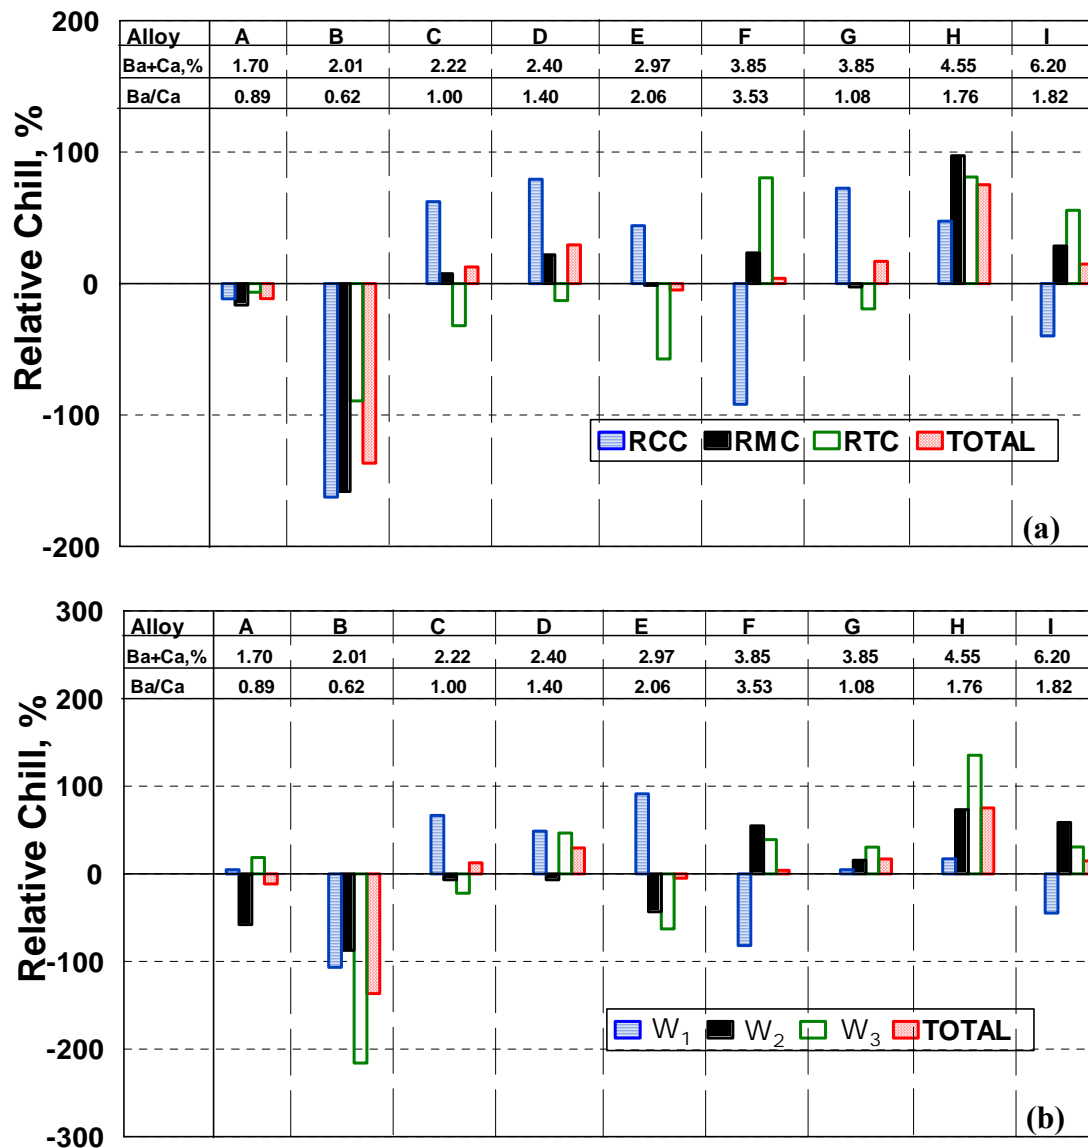 200
Alloy A B C D E F G H I
Ba+Ca,% 1.70 2.01 2.22 2.40 2.97 3.85 3.85 4.55 6.20
Ba/Ca 0.89 0.62 1.00 1.40 2.06 3.53 1.08 1.76 1.82
100
0
-100
-200
Relative Chill, %
RCC RMC RTC TOTAL
(a)
300
Alloy A B C D E F G H I
Ba+Ca,% 1.70 2.01 2.22 2.40 2.97 3.85 3.85 4.55 6.20
Ba/Ca 0.89 0.62 1.00 1.40 2.06 3.53 1.08 1.76 1.82
200
100
0
-100
-200
-300
Relative Chill, %
W1 W2 W3 TOTAL
(b)